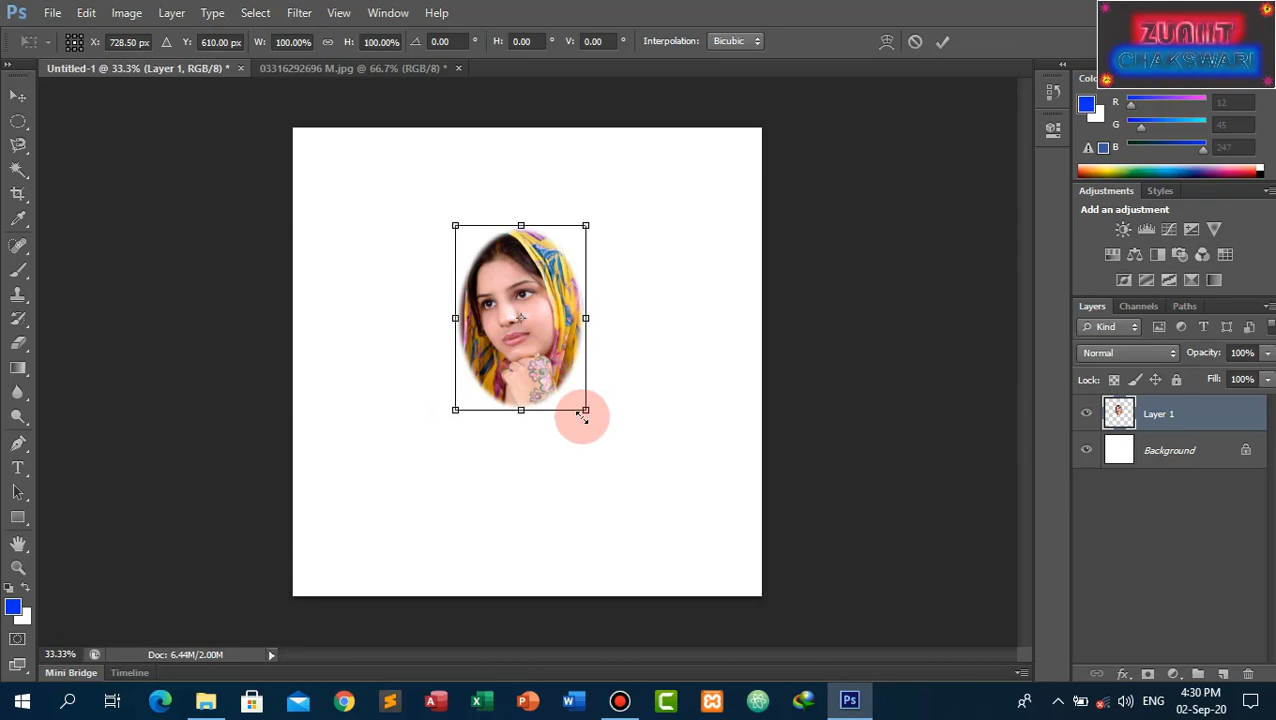 Ps File Edit Image Layer Type Select Filter View Window Help
X: 728.50 px Y: 610.00 px W: 100.00% H: 100.00% 0.00 ° H: 0.00 ° V: 0.00 ° Interpolation: Bicubic
ZUAIIT
CHAKSWARI
Untitled-1 @ 33.3% (Layer 1, RGB/8) * × 03316292696 M.jpg @ 66.7% (RGB/8) * ×
R 12
G 45
B 247
Adjustments Styles
Add an adjustment
Layers Channels Paths
Kind
Normal Opacity: 100%
Lock: Fill: 100%
Layer 1
Background
33.33% Doc: 6.44M/2.00M
Mini Bridge Timeline
ENG
4:30 PM
02-Sep-20